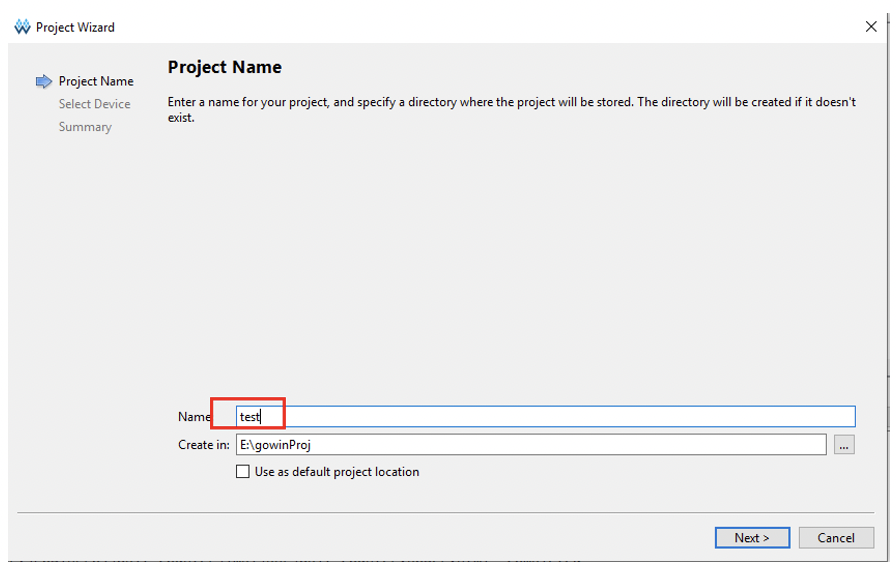 Project Wizard
Project Name
Project Name
Select Device
Summary
Enter a name for your project, and specify a directory where the project will be stored. The directory will be created if it doesn't
exist.
Name
test
Create in: E:\gowinProj
...
Use as default project location
Next >
Cancel